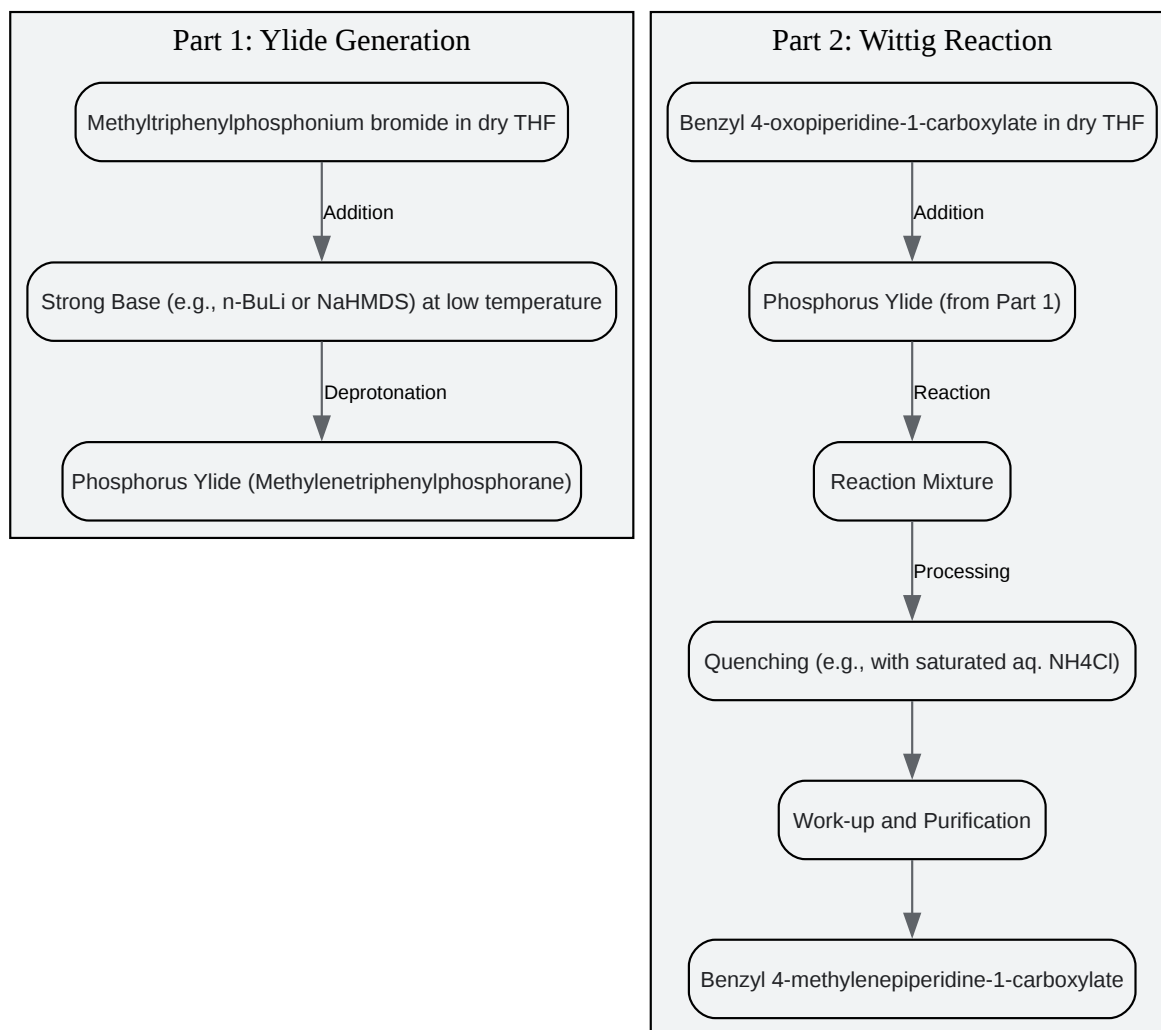 Part 1: Ylide Generation
Methyltriphenylphosphonium bromide in dry THF
Addition
Strong Base (e.g., n-BuLi or NaHMDS) at low temperature
Deprotonation
Phosphorus Ylide (Methylenetriphenylphosphorane)
Part 2: Wittig Reaction
Benzyl 4-oxopiperidine-1-carboxylate in dry THF
Addition
Phosphorus Ylide (from Part 1)
Reaction
Reaction Mixture
Processing
Quenching (e.g., with saturated aq. NH4Cl)
Work-up and Purification
Benzyl 4-methylenepiperidine-1-carboxylate